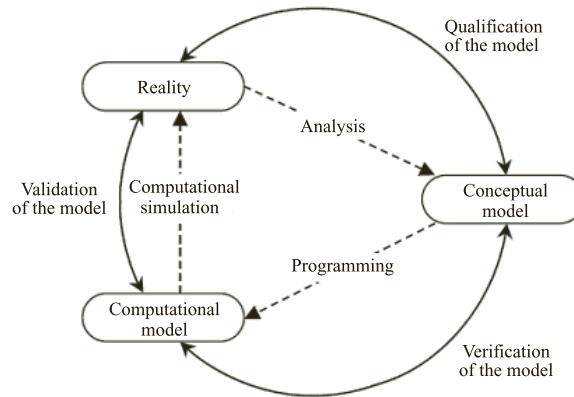 Qualification
of the model
Reality
Analysis
Validation
of the model
Computational
simulation
Conceptual
model
Programming
Computational
model
Verification
of the model